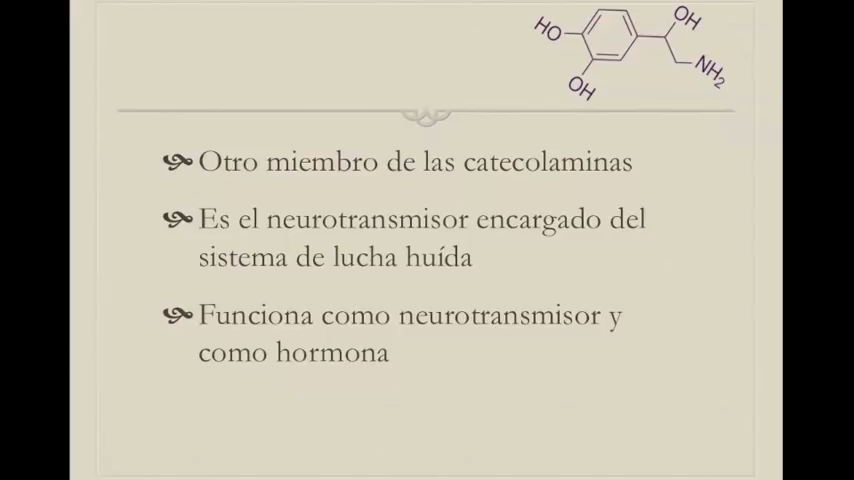 HO
OH
OH
NH2
Otro miembro de las catecolaminas
Es el neurotransmisor encargado del
sistema de lucha huída
Funciona como neurotransmisor y
como hormona